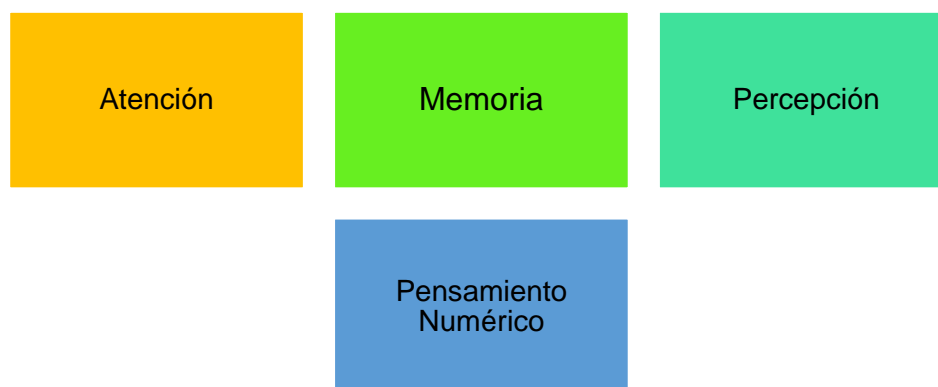 Atención
Memoria
Percepción
Pensamiento
Numérico